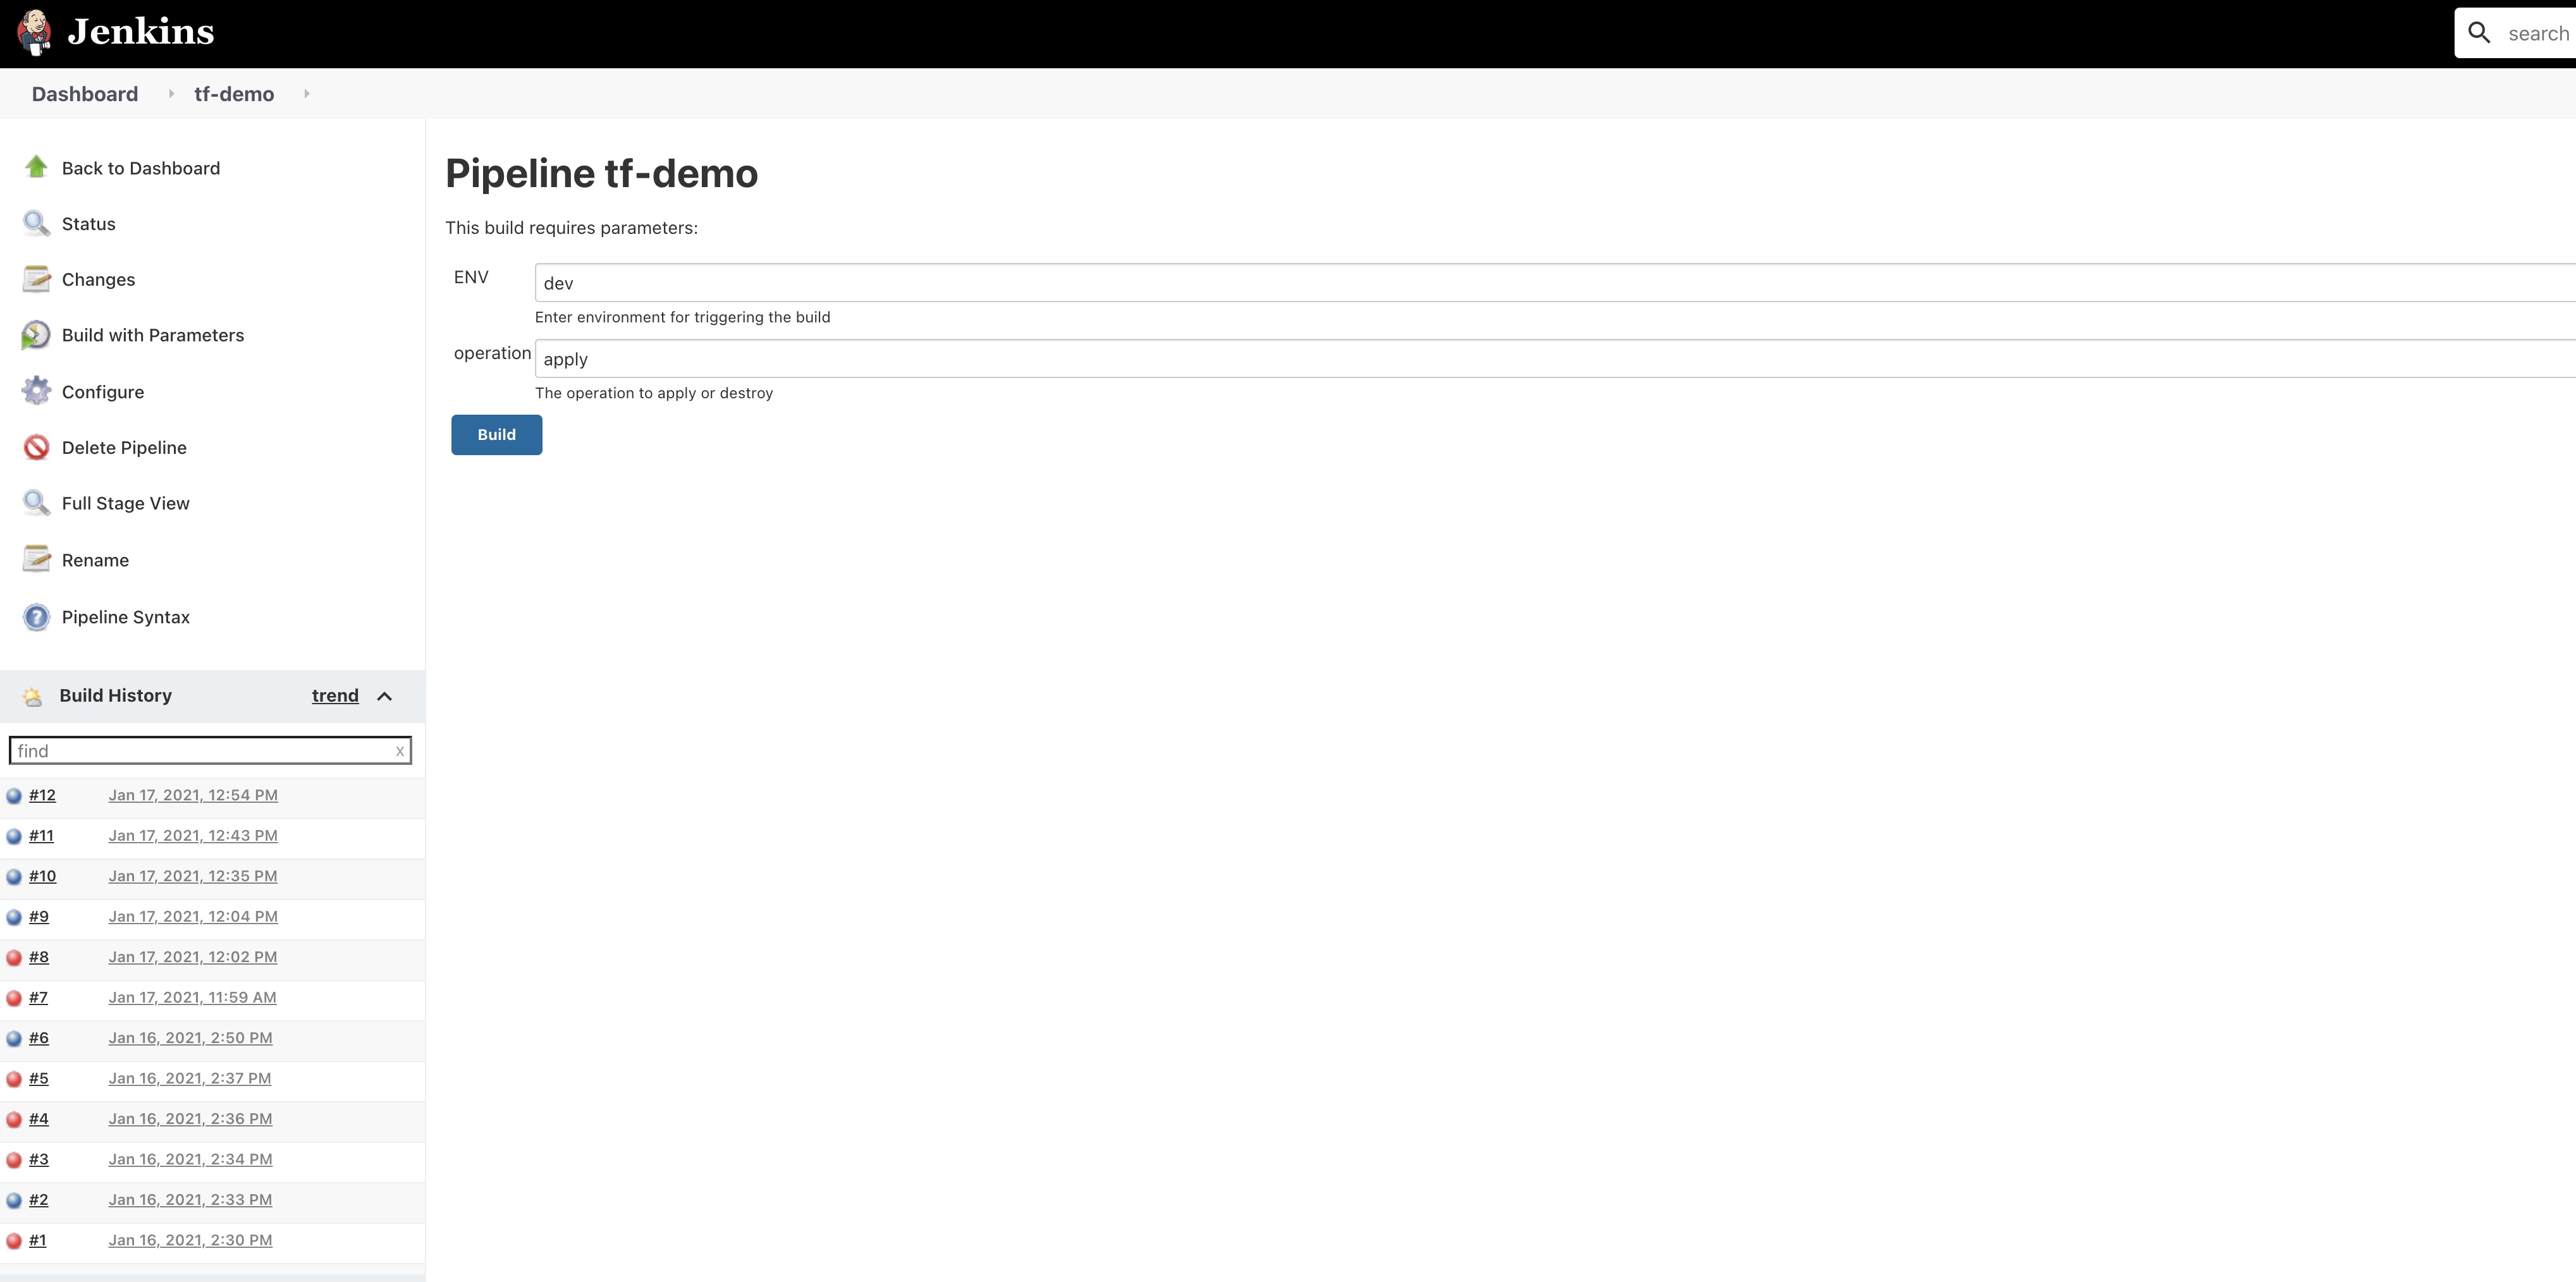 Jenkins
search
Dashboard
tf-demo
Back to Dashboard
Status
Changes
Build with Parameters
Configure
Delete Pipeline
Full Stage View
Rename
Pipeline Syntax
Build History trend
find x
#12 Jan 17, 2021, 12:54 PM
#11 Jan 17, 2021, 12:43 PM
#10 Jan 17, 2021, 12:35 PM
#9 Jan 17, 2021, 12:04 PM
#8 Jan 17, 2021, 12:02 PM
#7 Jan 17, 2021, 11:59 AM
#6 Jan 16, 2021, 2:50 PM
#5 Jan 16, 2021, 2:37 PM
#4 Jan 16, 2021, 2:36 PM
#3 Jan 16, 2021, 2:34 PM
#2 Jan 16, 2021, 2:33 PM
#1 Jan 16, 2021, 2:30 PM
Pipeline tf-demo
This build requires parameters:
ENV dev
Enter environment for triggering the build
operation apply
The operation to apply or destroy
Build